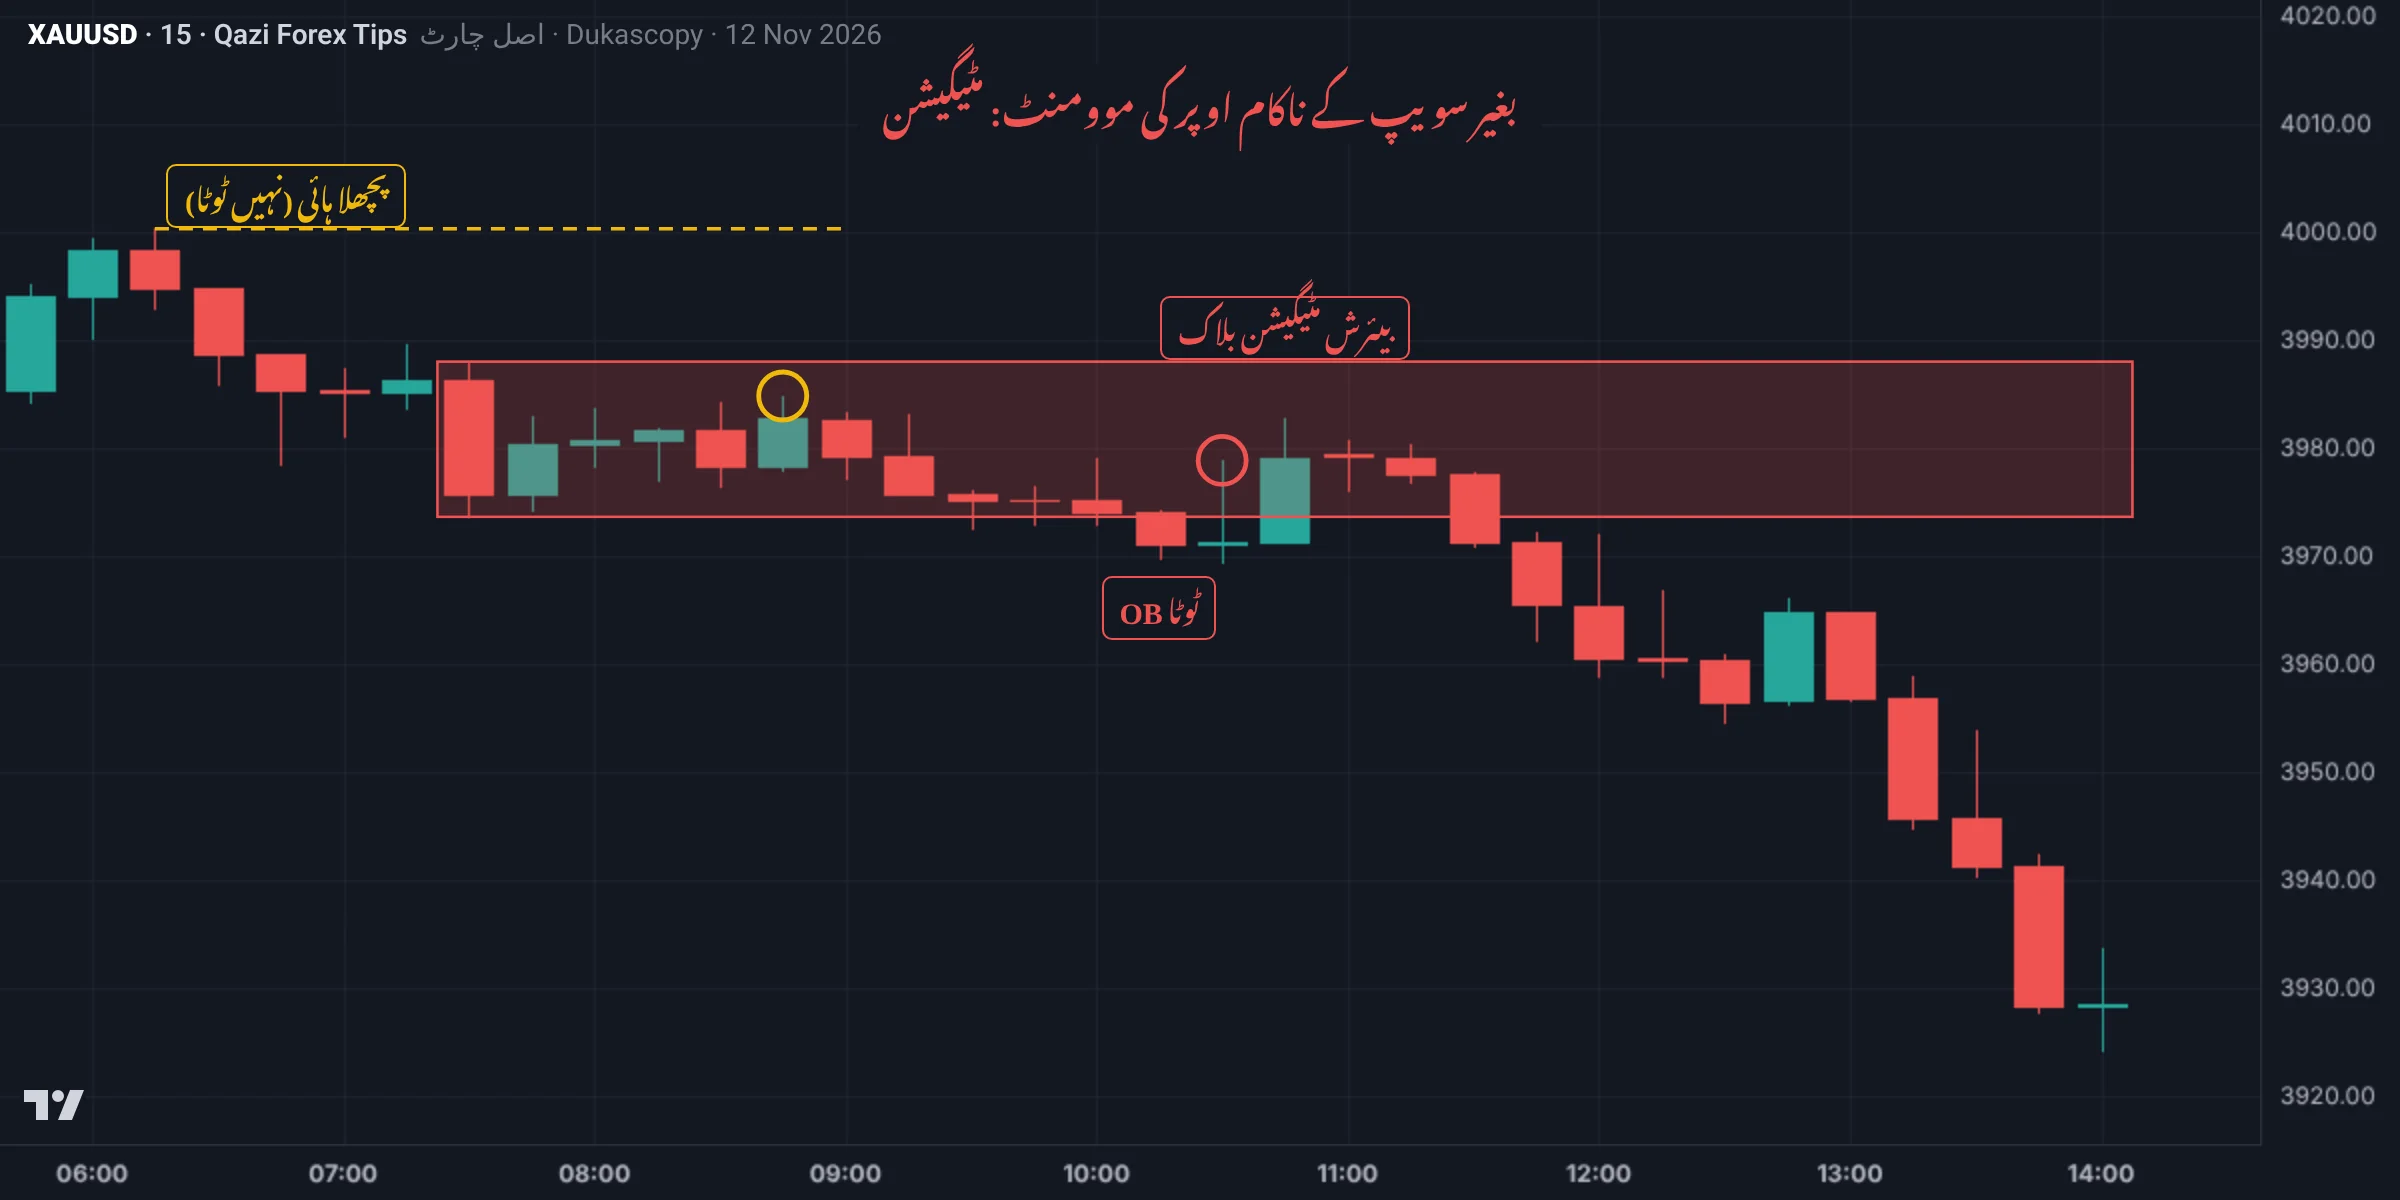 XAUUSD · 15 · Qazi Forex Tips اصل چارٹ · Dukascopy · 12 Nov 2026
بغیر سویپ کے ناکام اوپر کی موومنٹ: مٹیگیشن
پچھلا ہائی (نہیں ٹوٹا)
بیئرش مٹیگیشن بلاک
ٹوٹا OB
4020.00
4010.00
4000.00
3990.00
3980.00
3970.00
3960.00
3950.00
3940.00
3930.00
3920.00
06:00 07:00 08:00 09:00 10:00 11:00 12:00 13:00 14:00